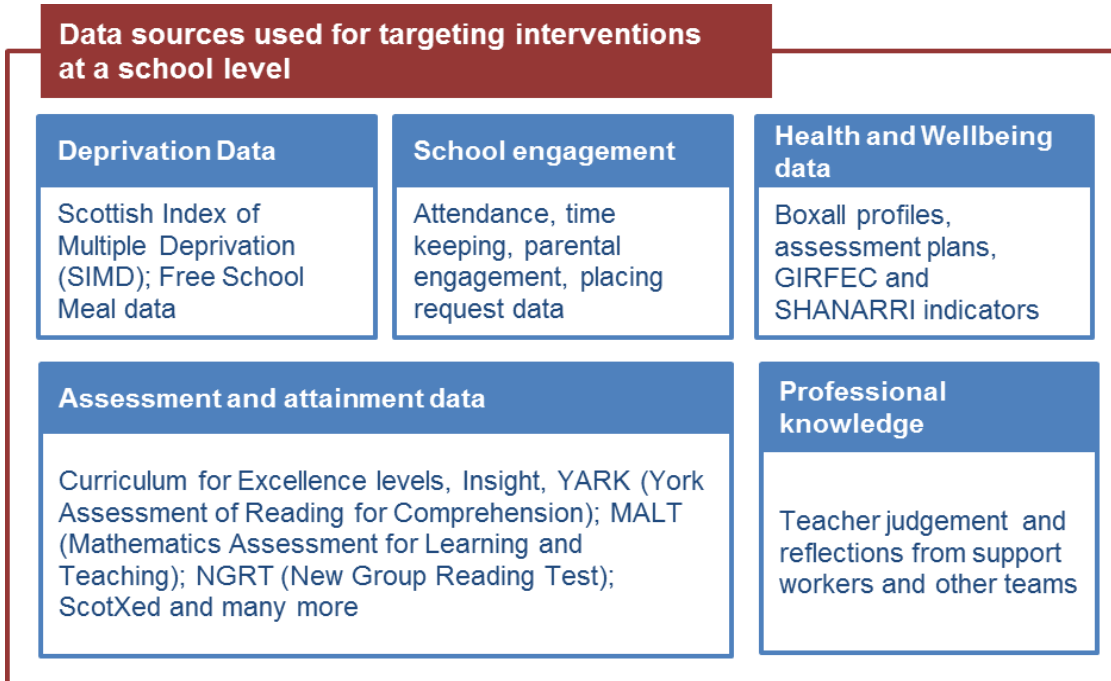 Data sources used for targeting interventions
at a school level
Deprivation Data
Scottish Index of
Multiple Deprivation
(SIMD); Free School
Meal data
School engagement
Attendance, time
keeping, parental
engagement, placing
request data
Health and Wellbeing
data
Boxall profiles,
assessment plans,
GIRFEC and
SHANARRI indicators
Assessment and attainment data
Curriculum for Excellence levels, Insight, YARK (York
Assessment of Reading for Comprehension); MALT
(Mathematics Assessment for Learning and
Teaching); NGRT (New Group Reading Test);
ScotXed and many more
Professional
knowledge
Teacher judgement and
reflections from support
workers and other teams